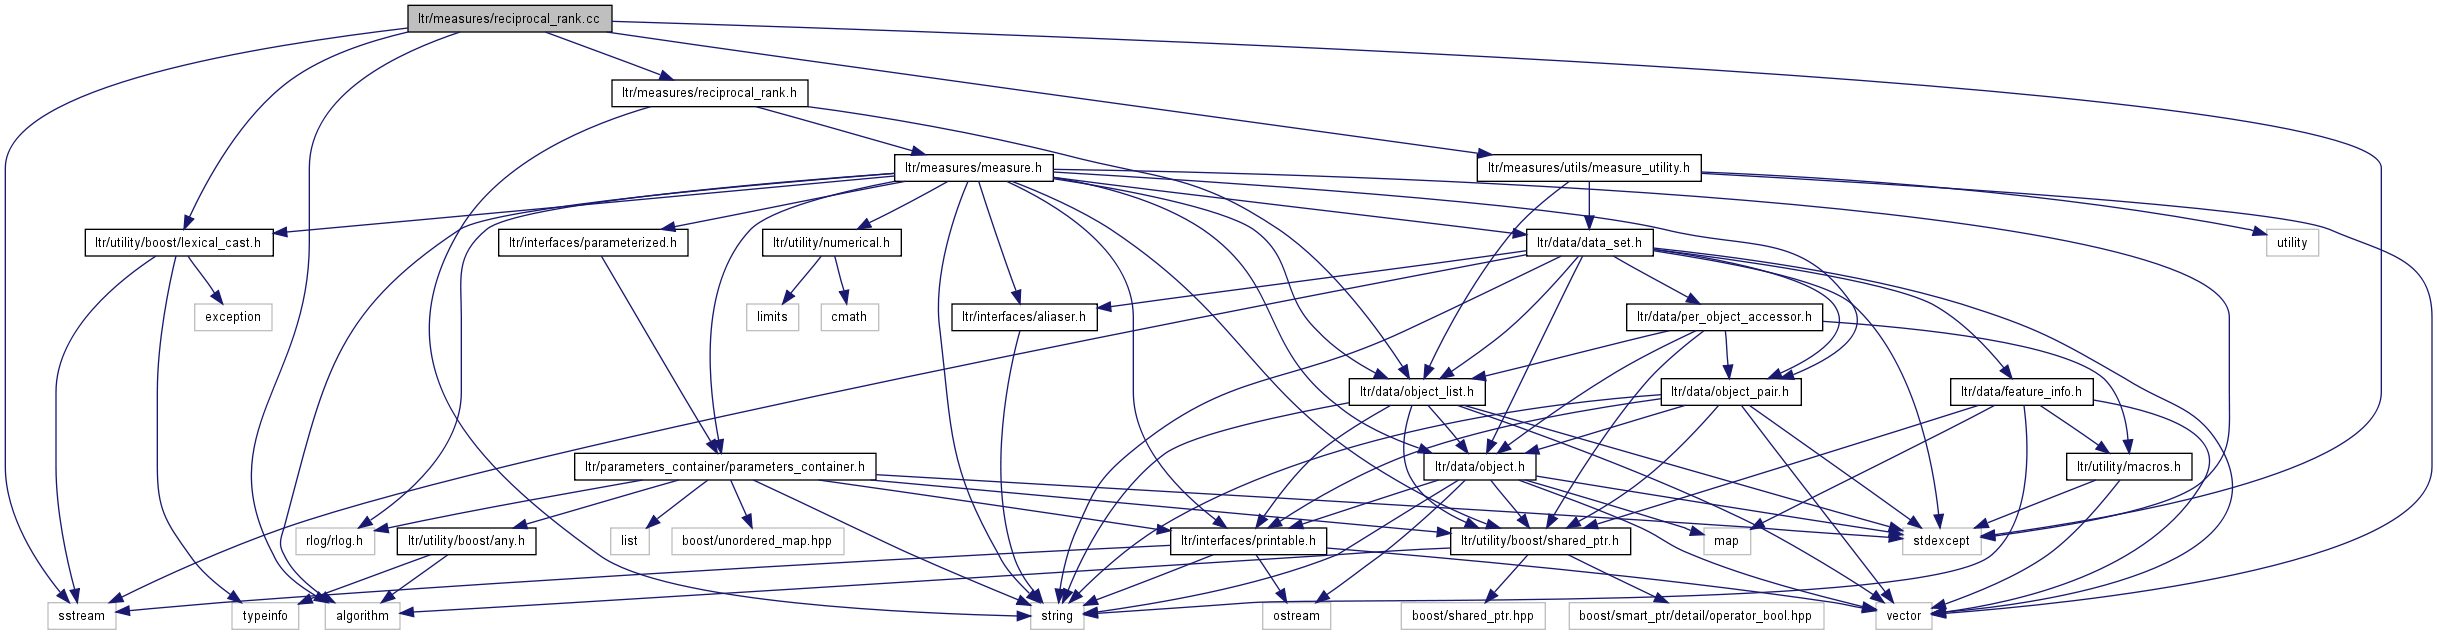 ltr/measures/reciprocal_rank.cc
ltr/measures/reciprocal_rank.h
ltr/measures/measure.h
ltr/measures/utils/measure_utility.h
ltr/utility/boost/lexical_cast.h
ltr/interfaces/parameterized.h
ltr/utility/numerical.h
ltr/data/data_set.h
utility
exception
limits
cmath
ltr/interfaces/aliaser.h
ltr/data/per_object_accessor.h
ltr/data/object_list.h
ltr/data/object_pair.h
ltr/data/feature_info.h
ltr/parameters_container/parameters_container.h
ltr/data/object.h
ltr/utility/macros.h
rlog/rlog.h
ltr/utility/boost/any.h
list
boost/unordered_map.hpp
ltr/interfaces/printable.h
ltr/utility/boost/shared_ptr.h
map
stdexcept
sstream
typeinfo
algorithm
string
ostream
boost/shared_ptr.hpp
boost/smart_ptr/detail/operator_bool.hpp
vector